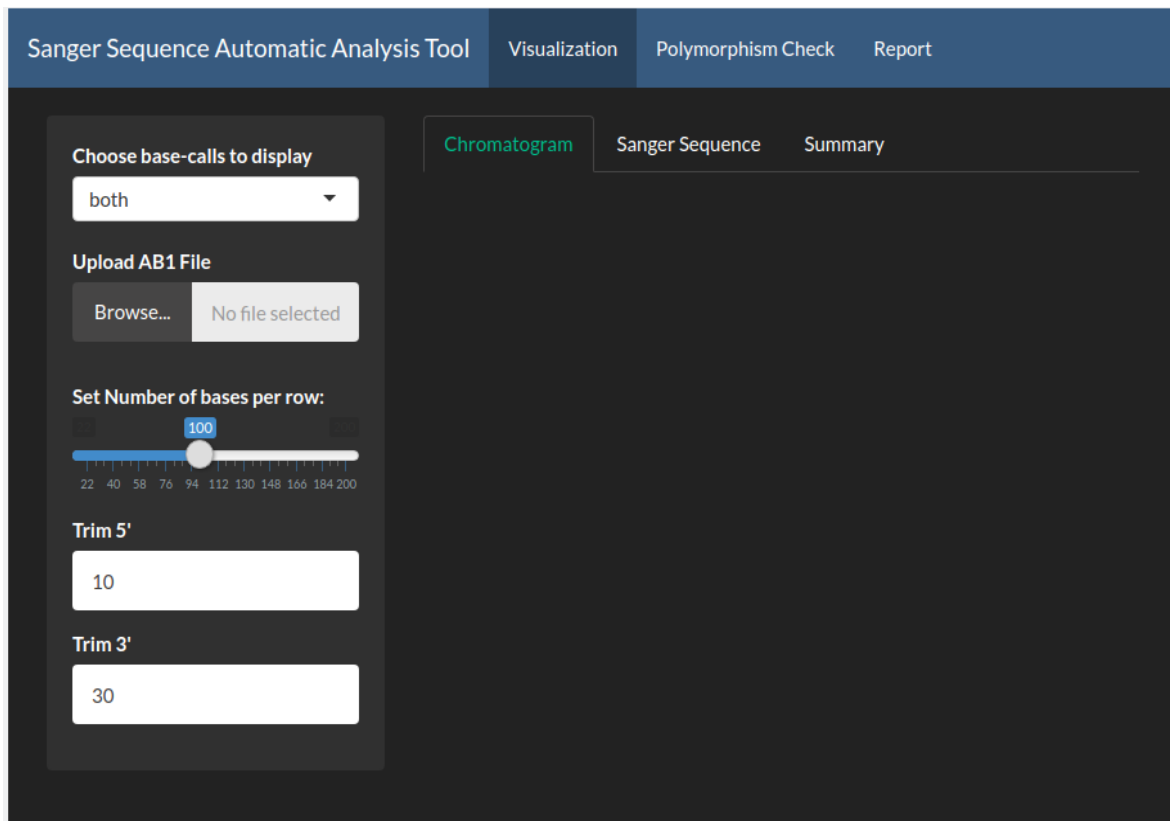 Sanger Sequence Automatic Analysis Tool Visualization Polymorphism Check Report
Choose base-calls to display
both
Upload AB1 File
Browse... No file selected
Set Number of bases per row:
100
22 40 58 76 94 112 130 148 166 184 200
Trim 5'
10
Trim 3'
30
Chromatogram Sanger Sequence Summary